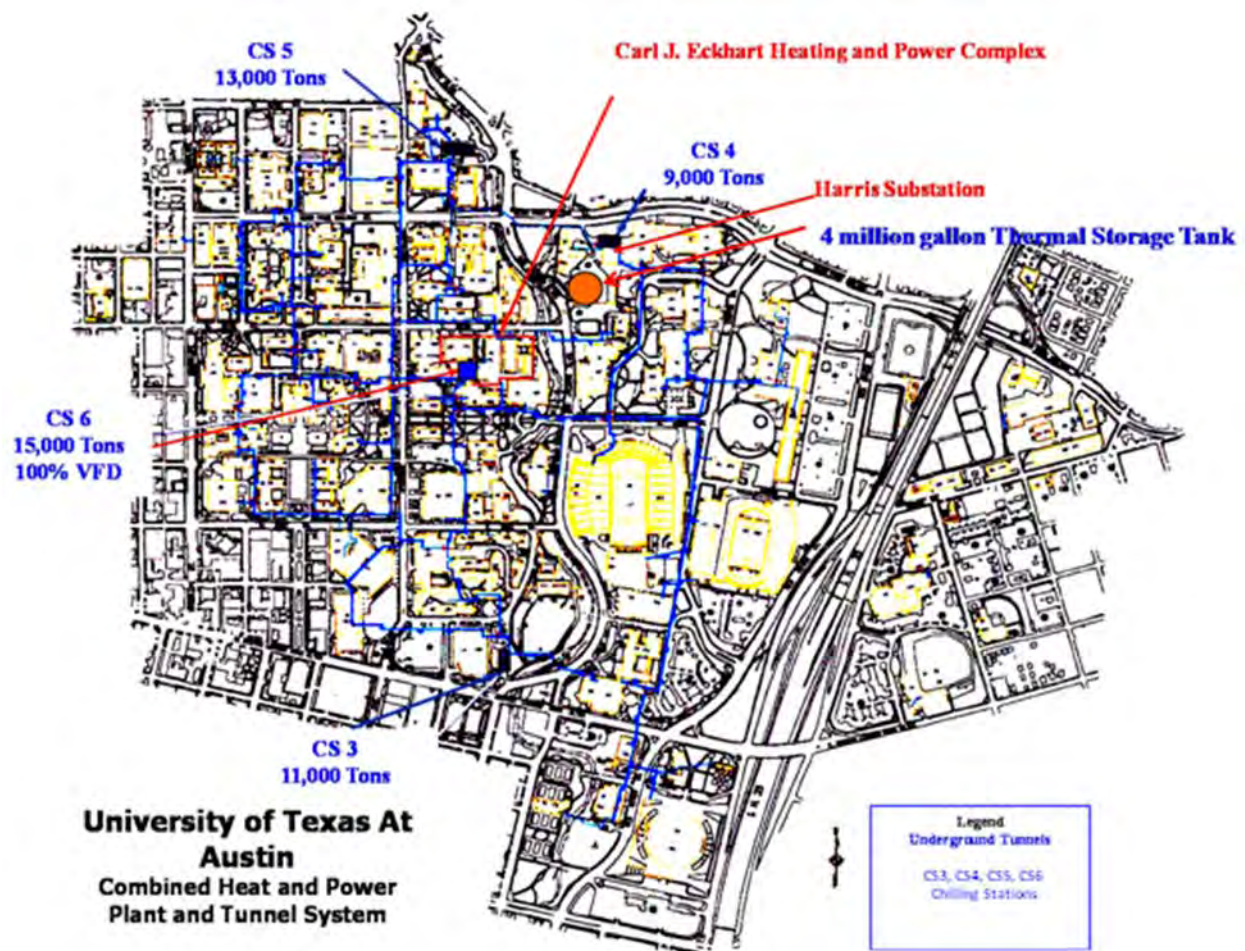 CS 5
13,000 Tons
Carl J. Eckhart Heating and Power Complex
CS 4
9,000 Tons
Harris Substation
4 million gallon Thermal Storage Tank
CS 6
15,000 Tons
100% VFD
CS 3
11,000 Tons
University of Texas At
Austin
Combined Heat and Power
Plant and Tunnel System
Legend
Underground Tunnels
CS3, CS4, CS5, CS6
Chilling Stations